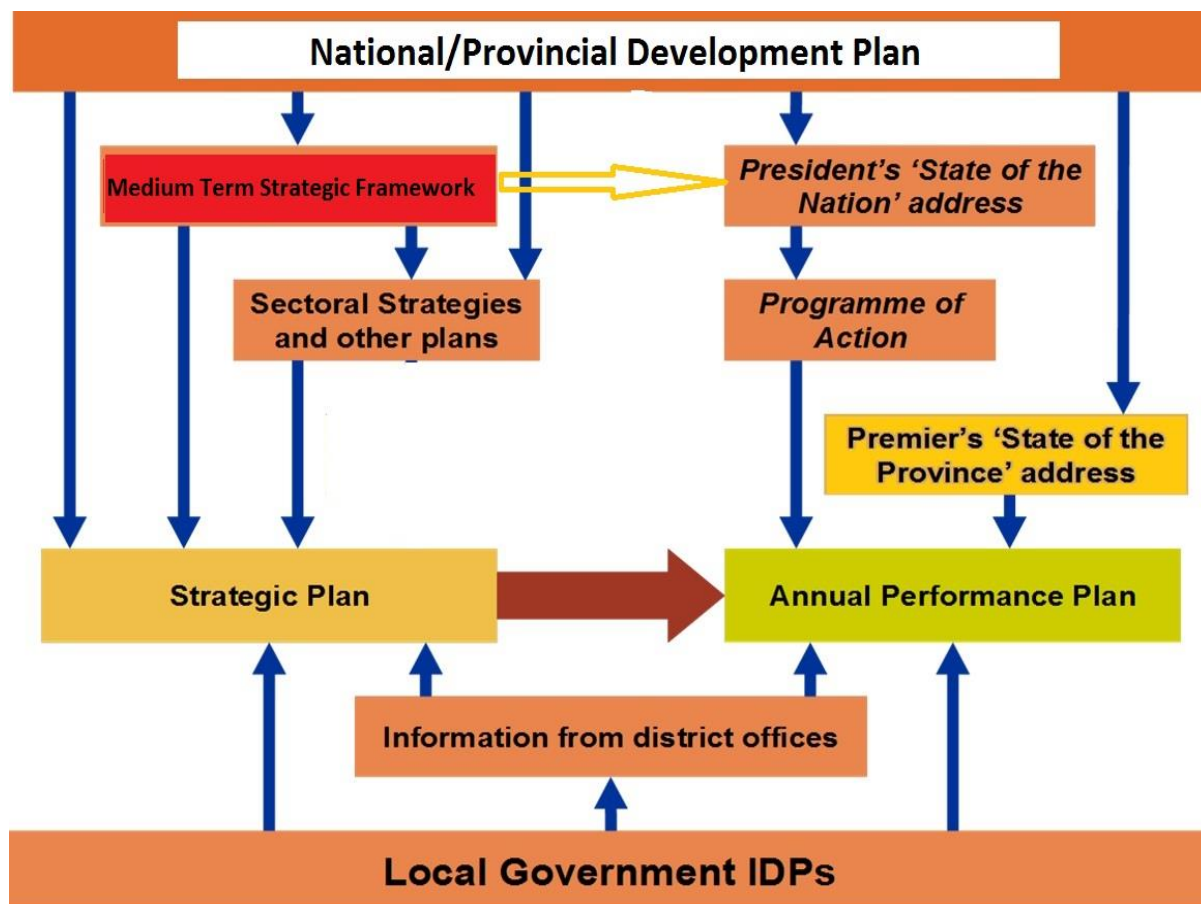 National/Provincial Development Plan
Medium Term Strategic Framework
President’s ‘State of the
Nation’ address
Sectoral Strategies
and other plans
Programme of
Action
Premier’s ‘State of the
Province’ address
Strategic Plan
Annual Performance Plan
Information from district offices
Local Government IDPs